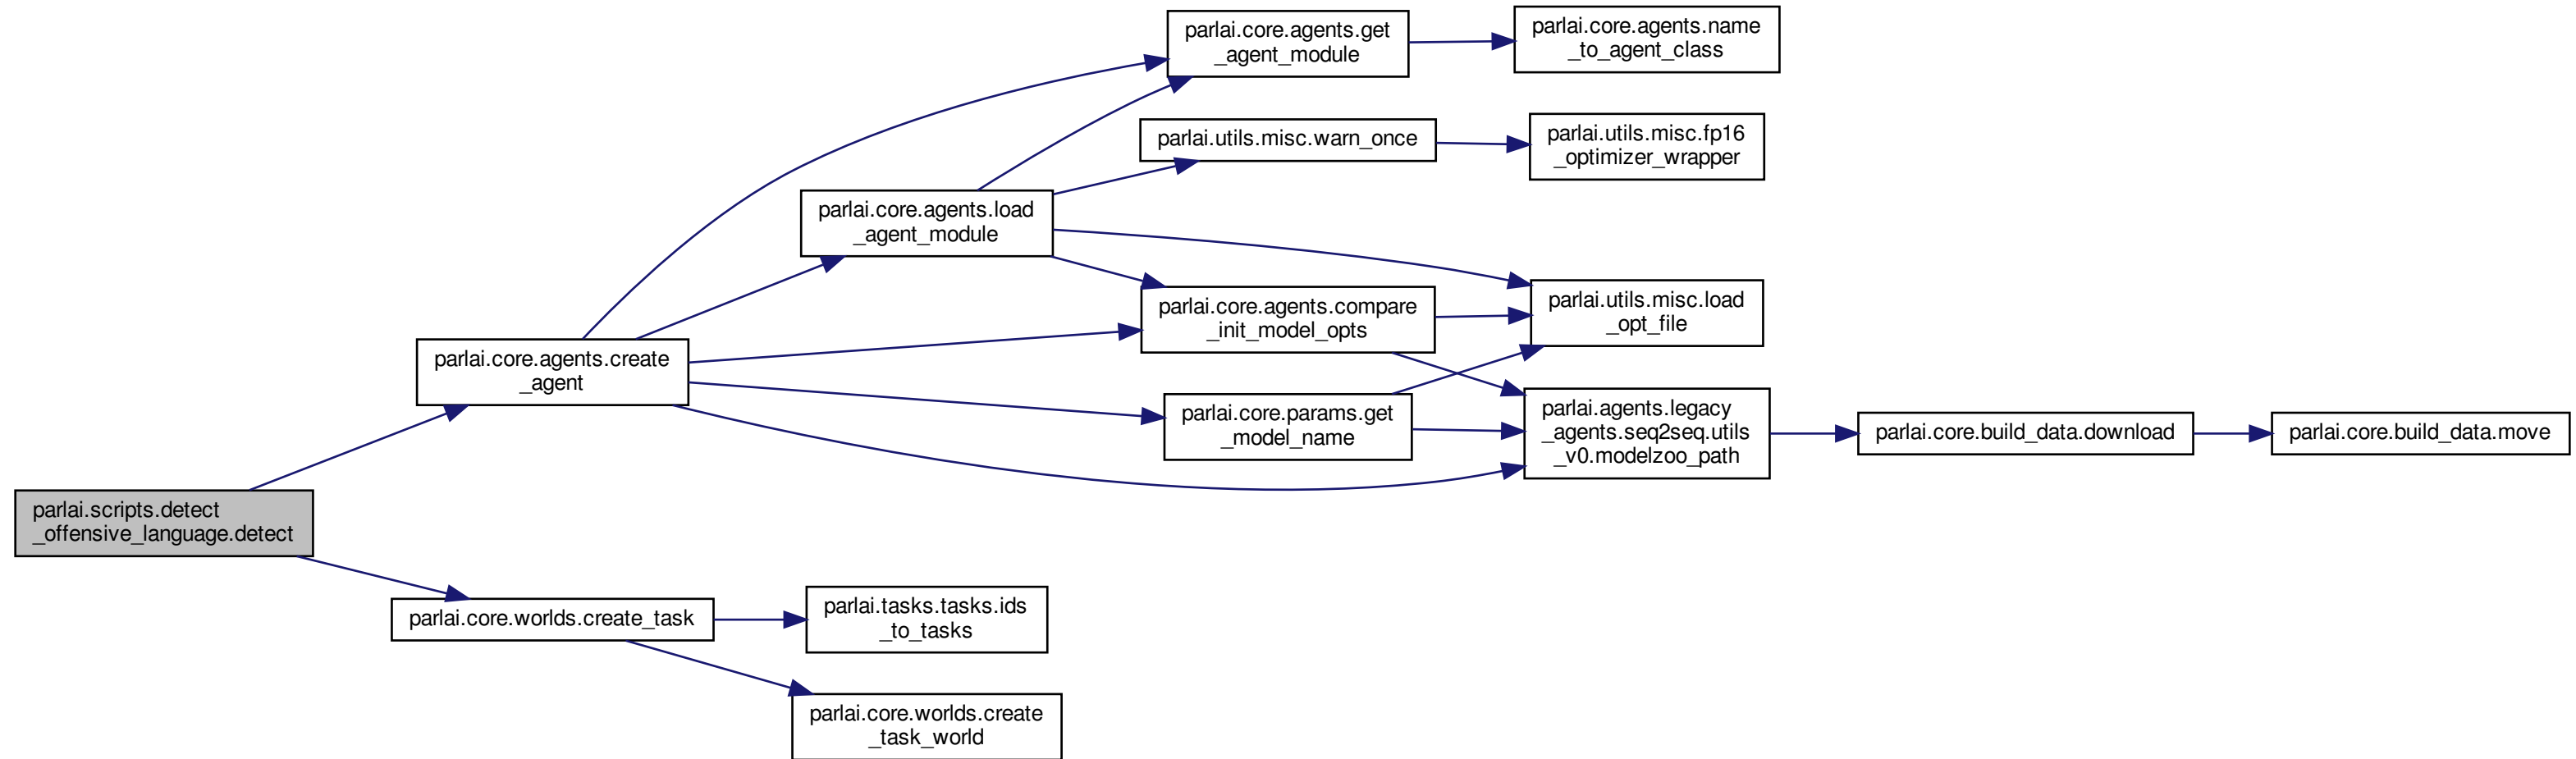 parlai.core.agents.get
_agent_module
parlai.core.agents.name
_to_agent_class
parlai.utils.misc.warn_once
parlai.utils.misc.fp16
_optimizer_wrapper
parlai.core.agents.load
_agent_module
parlai.core.agents.compare
_init_model_opts
parlai.utils.misc.load
_opt_file
parlai.core.agents.create
_agent
parlai.core.params.get
_model_name
parlai.agents.legacy
_agents.seq2seq.utils
_v0.modelzoo_path
parlai.core.build_data.download
parlai.core.build_data.move
parlai.scripts.detect
_offensive_language.detect
parlai.core.worlds.create_task
parlai.tasks.tasks.ids
_to_tasks
parlai.core.worlds.create
_task_world